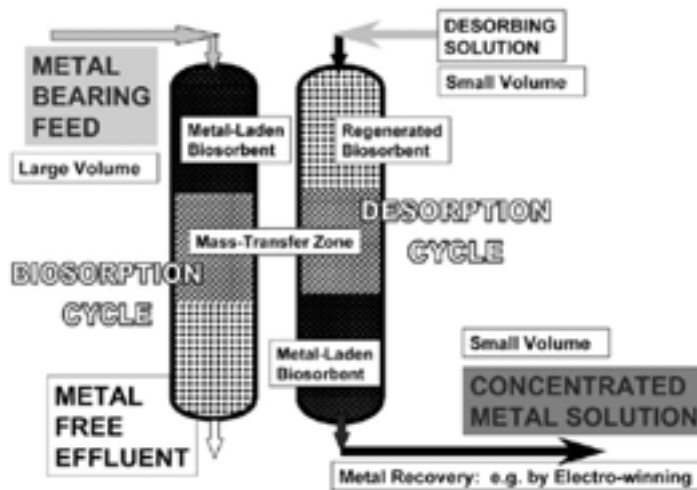 METAL
BEARING
FEED
Large Volume
BIOSORPTION
CYCLE
METAL
FREE
EFFLUENT
Metal-Laden
Biosorbent
Mass-Transfer Zone
DESORBING
SOLUTION
Small Volume
Regenerated
Biosorbent
DESORPTION
CYCLE
Metal-Laden
Biosorbent
Small Volume
CONCENTRATED
METAL SOLUTION
Metal Recovery: e.g. by Electro-winning